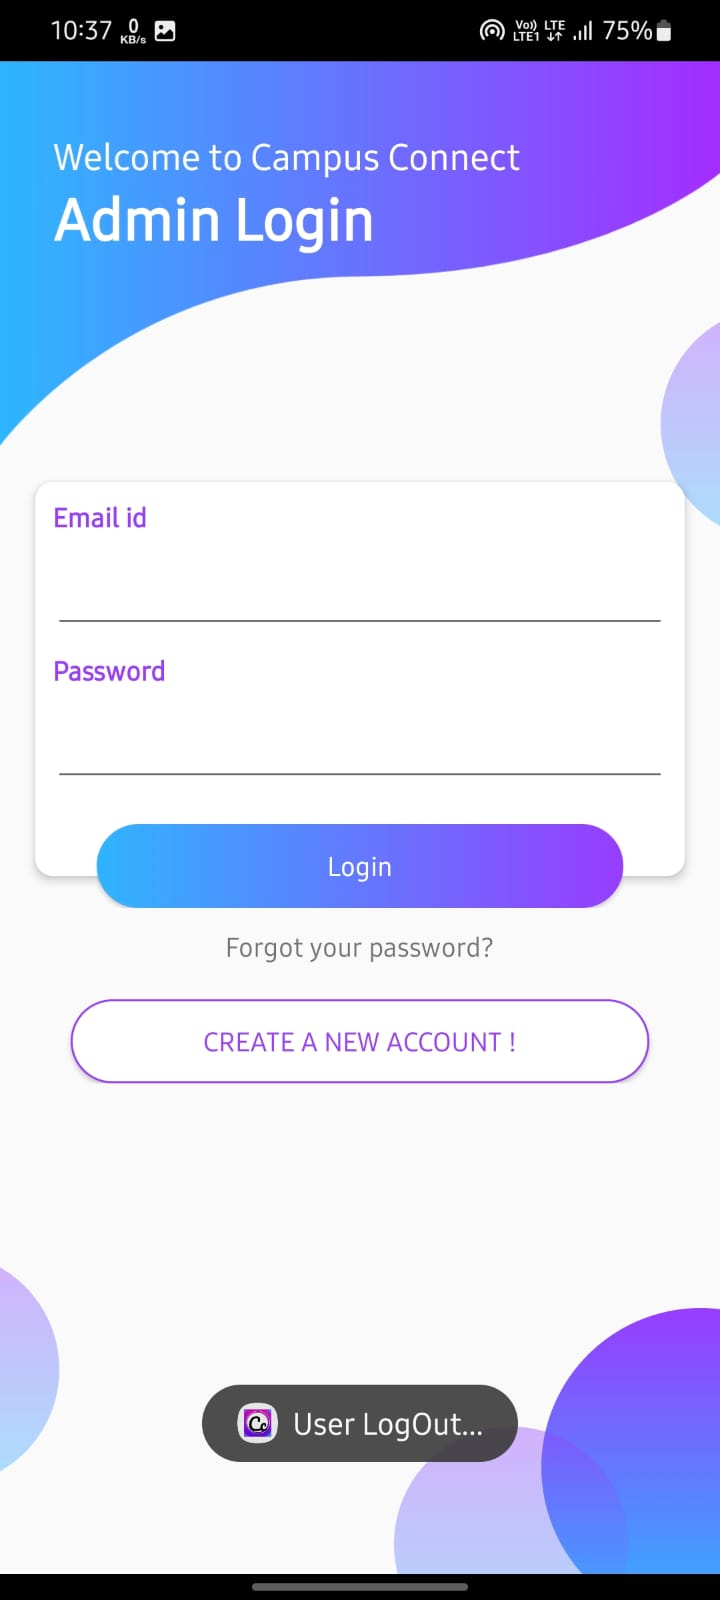 10:37 0 KB/s Vo)) LTE LTE1 75%
Welcome to Campus Connect
Admin Login
Email id
Password
Login
Forgot your password?
CREATE A NEW ACCOUNT !
Cc User LogOut...